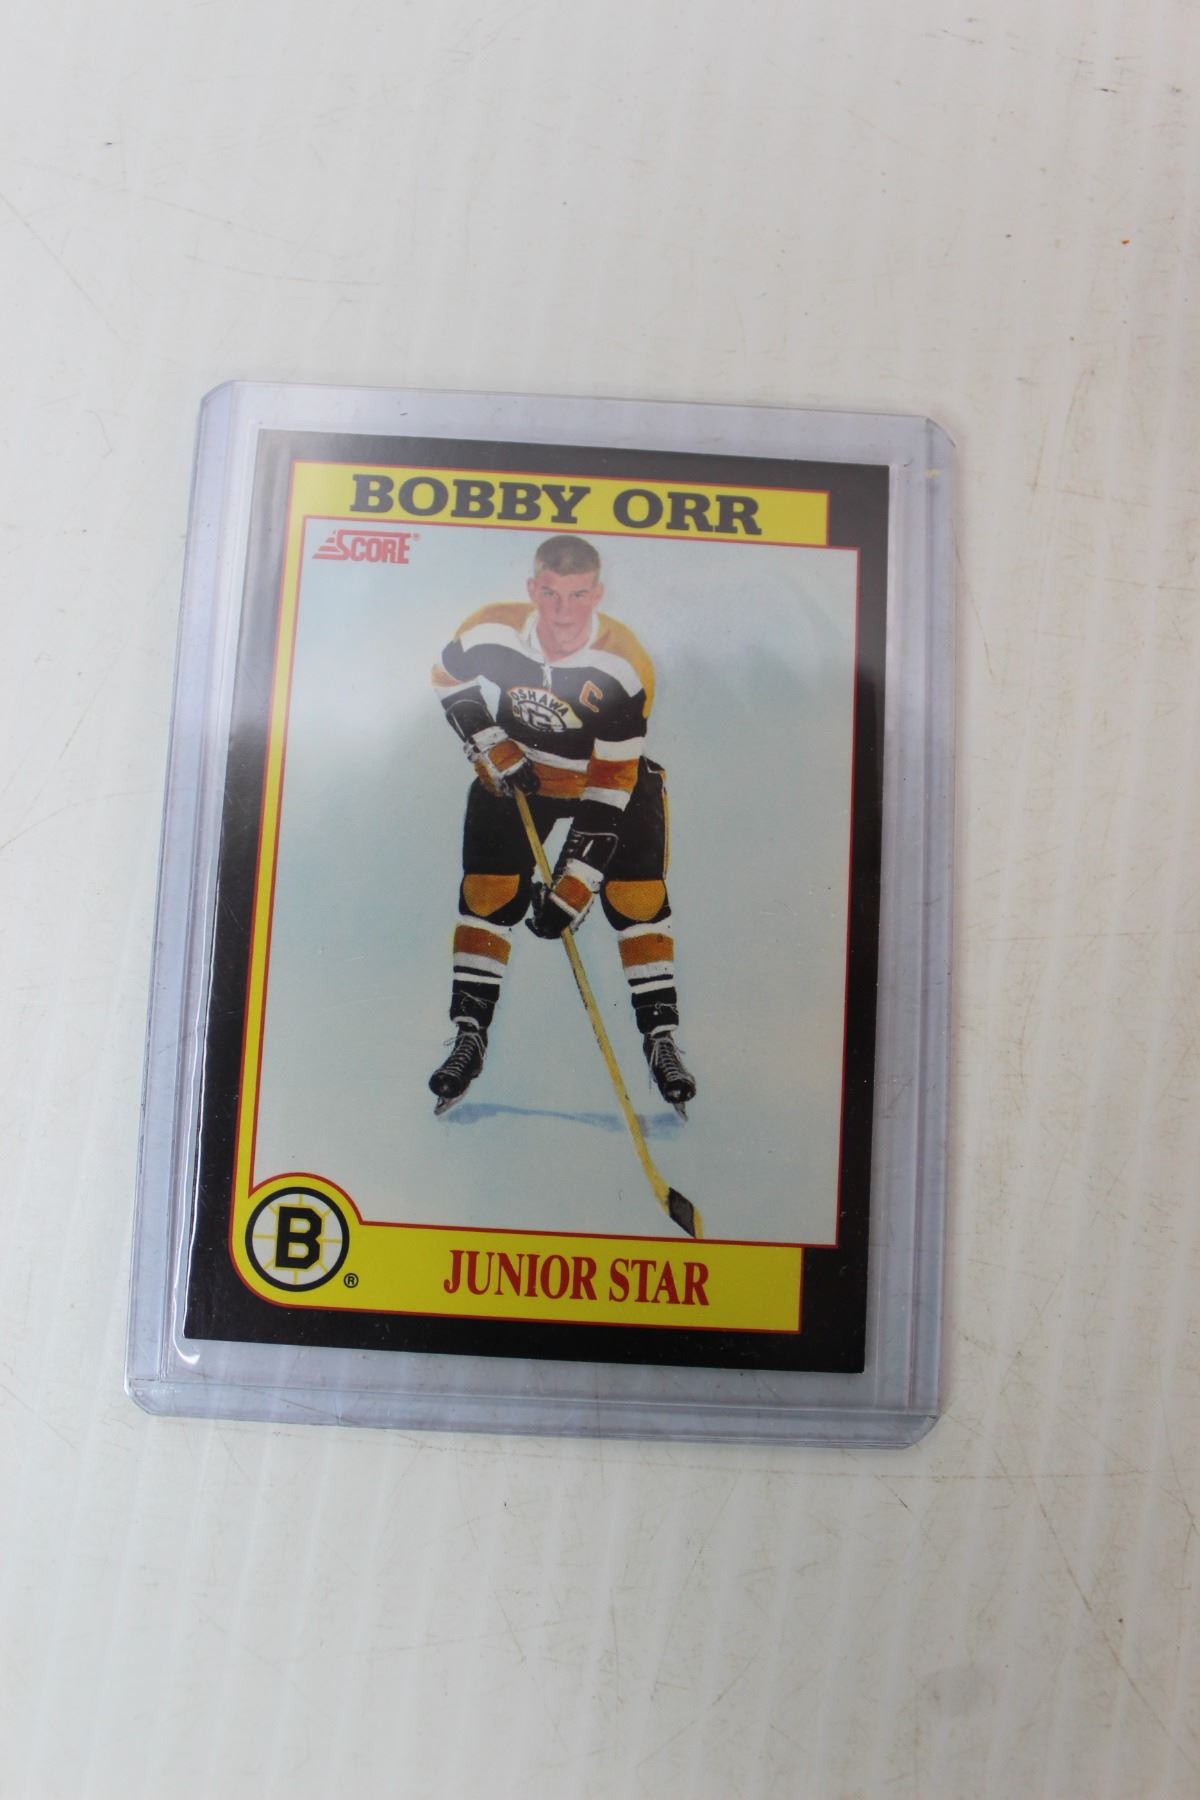 BOBBY ORR
SCORE®
C
OSHAWA
G
B
®
JUNIOR STAR